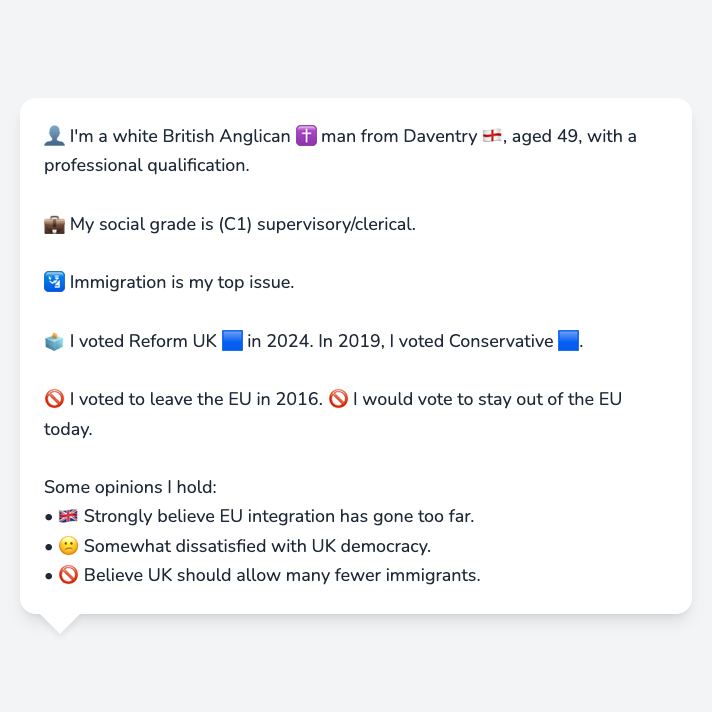 👤 I'm a white British Anglican ✝️ man from Daventry 🏴󠁧󠁢󠁥󠁮󠁧󠁿, aged 49, with a
professional qualification.
💼 My social grade is (C1) supervisory/clerical.
🛂 Immigration is my top issue.
🗳️ I voted Reform UK 🟦 in 2024. In 2019, I voted Conservative 🟦.
🚫 I voted to leave the EU in 2016. 🚫 I would vote to stay out of the EU
today.
Some opinions I hold:
• 🇬🇧 Strongly believe EU integration has gone too far.
• 😕 Somewhat dissatisfied with UK democracy.
• 🚫 Believe UK should allow many fewer immigrants.